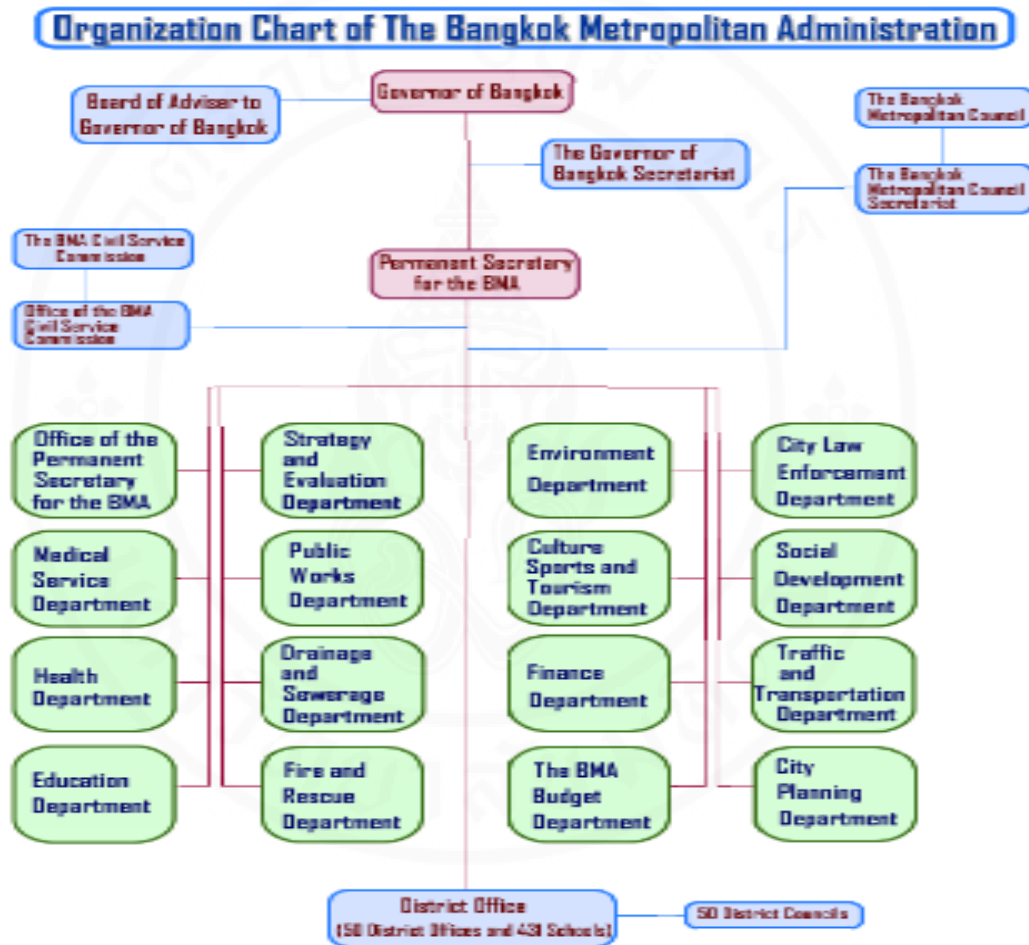 Organization Chart of The Bangkok Metropolitan Administration
Governor of Bangkok
Board of Adviser to
Governor of Bangkok
The Bangkok
Metropolitan Council
The Governor of
Bangkok Secretariat
The Bangkok
Metropolitan Council
Secretariat
The BMA Civil Service
Commission
Permanent Secretary
for the BMA
Office of the BMA
Civil Service
Commission
Office of the
Permanent
Secretary
for the BMA
Strategy
and
Evaluation
Department
Environment
Department
City Law
Enforcement
Department
Medical
Service
Department
Public
Works
Department
Culture
Sports and
Tourism
Department
Social
Development
Department
Health
Department
Drainage
and
Sewerage
Department
Finance
Department
Traffic
and
Transportation
Department
Education
Department
Fire and
Rescue
Department
The BMA
Budget
Department
City
Planning
Department
District Office
(50 District Offices and 431 Schools)
50 District Councils